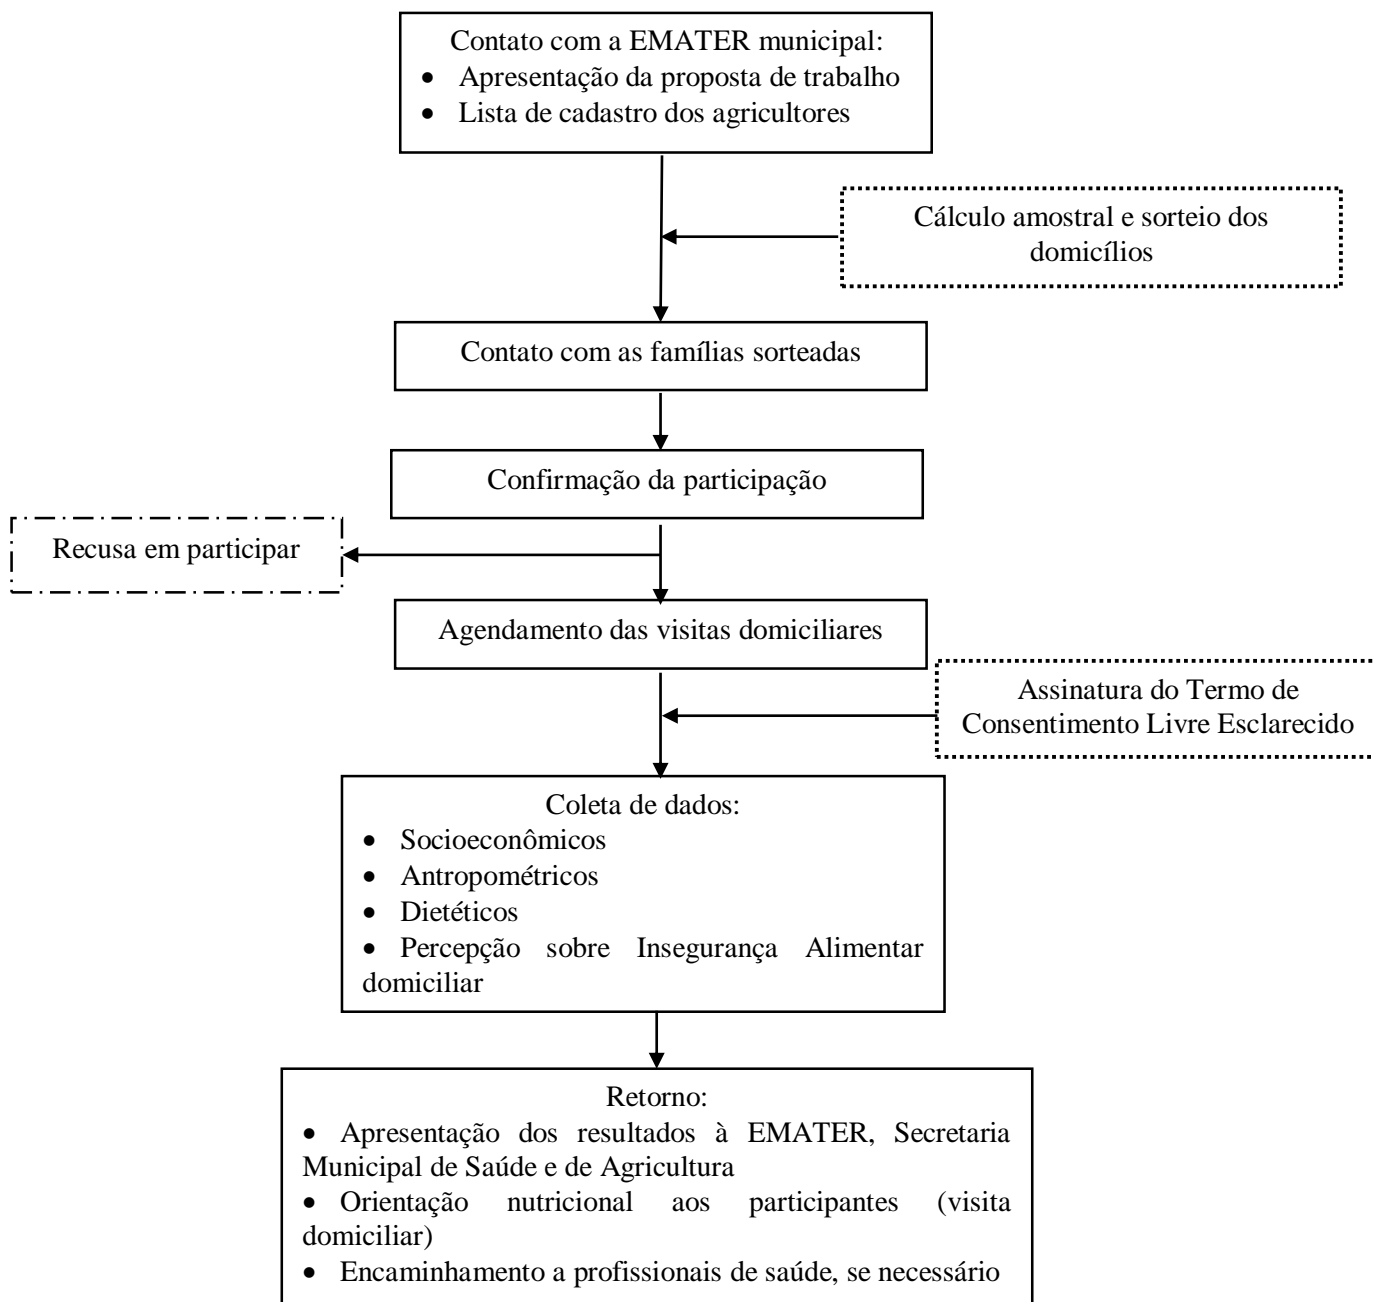 Contato com a EMATER municipal:
• Apresentação da proposta de trabalho
• Lista de cadastro dos agricultores
Cálculo amostral e sorteio dos
domicílios
Contato com as famílias sorteadas
Confirmação da participação
Recusa em participar
Agendamento das visitas domiciliares
Assinatura do Termo de
Consentimento Livre Esclarecido
Coleta de dados:
• Socioeconômicos
• Antropométricos
• Dietéticos
• Percepção sobre Insegurança Alimentar
domiciliar
Retorno:
• Apresentação dos resultados à EMATER, Secretaria
Municipal de Saúde e de Agricultura
• Orientação nutricional aos participantes (visita
domiciliar)
• Encaminhamento a profissionais de saúde, se necessário